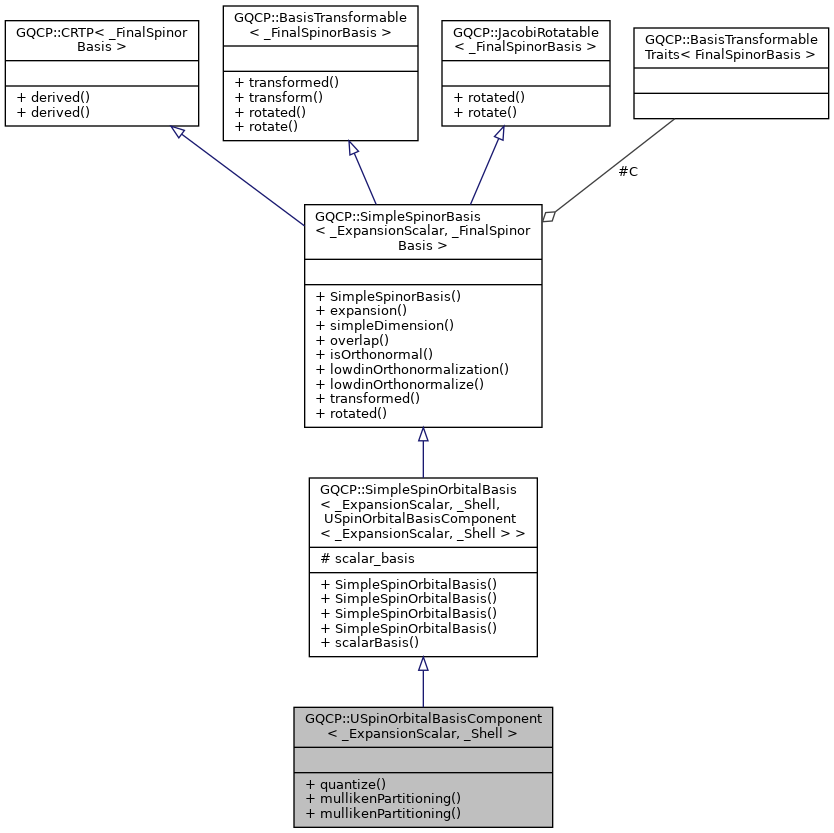 GQCP::CRTP< _FinalSpinor
Basis >
+ derived()
+ derived()
GQCP::BasisTransformable
< _FinalSpinorBasis >
+ transformed()
+ transform()
+ rotated()
+ rotate()
GQCP::JacobiRotatable
< _FinalSpinorBasis >
+ rotated()
+ rotate()
GQCP::BasisTransformable
Traits< FinalSpinorBasis >
#C
GQCP::SimpleSpinorBasis
< _ExpansionScalar, _FinalSpinor
Basis >
+ SimpleSpinorBasis()
+ expansion()
+ simpleDimension()
+ overlap()
+ isOrthonormal()
+ lowdinOrthonormalization()
+ lowdinOrthonormalize()
+ transformed()
+ rotated()
GQCP::SimpleSpinOrbitalBasis
< _ExpansionScalar, _Shell,
USpinOrbitalBasisComponent
< _ExpansionScalar, _Shell > >
# scalar_basis
+ SimpleSpinOrbitalBasis()
+ SimpleSpinOrbitalBasis()
+ SimpleSpinOrbitalBasis()
+ SimpleSpinOrbitalBasis()
+ scalarBasis()
GQCP::USpinOrbitalBasisComponent
< _ExpansionScalar, _Shell >
+ quantize()
+ mullikenPartitioning()
+ mullikenPartitioning()